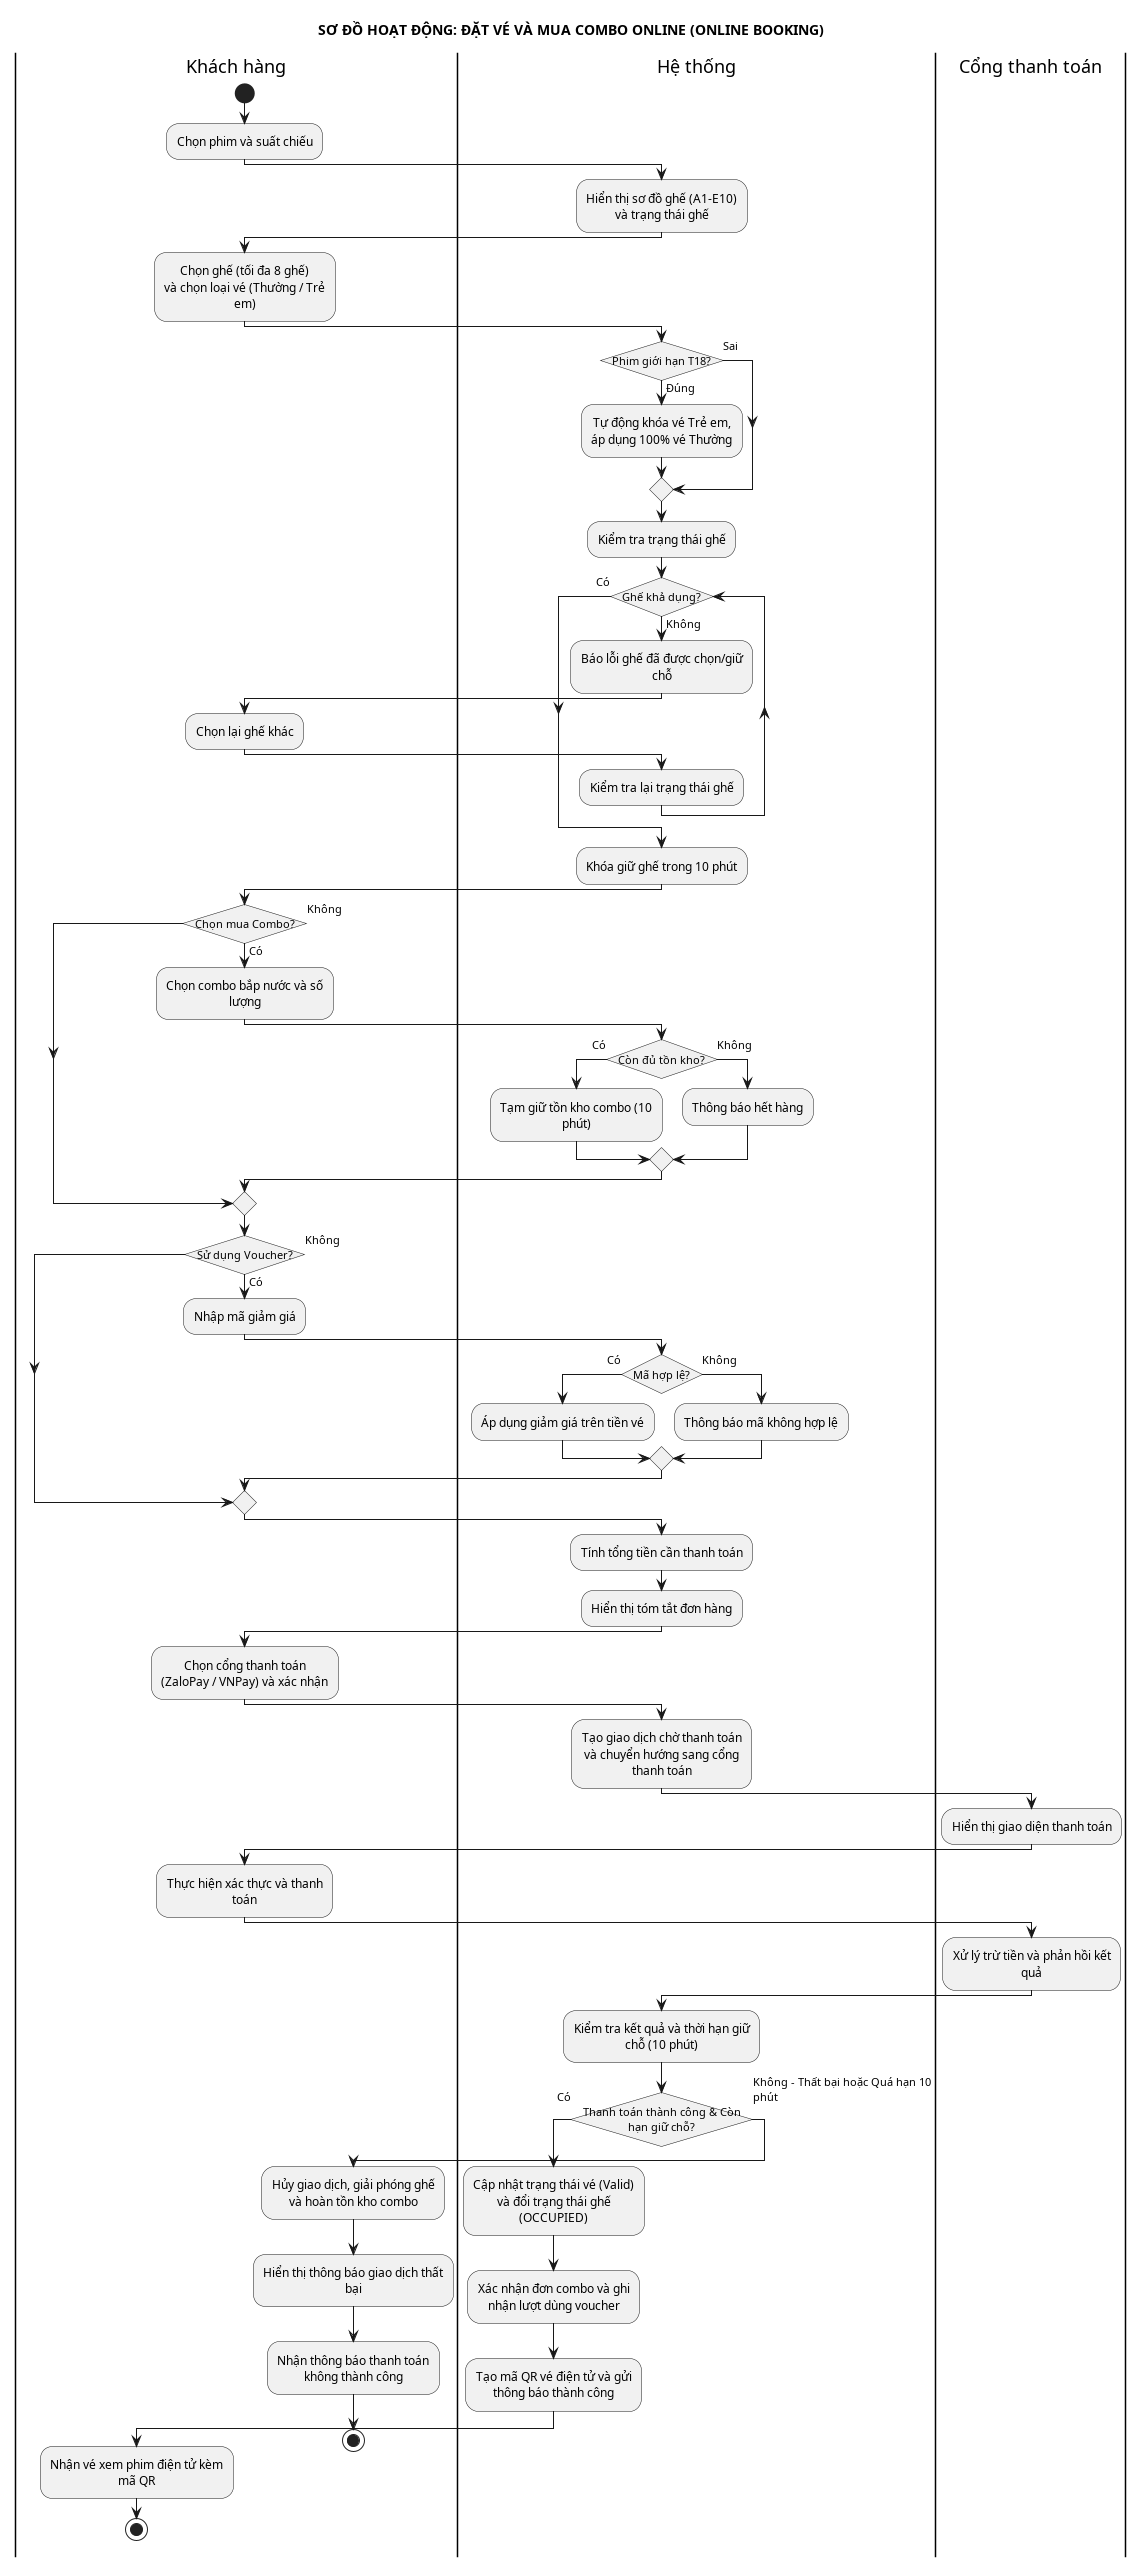 SƠ ĐỒ HOẠT ĐỘNG: ĐẶT VÉ VÀ MUA COMBO ONLINE (ONLINE BOOKING)
Khách hàng
Hệ thống
Cổng thanh toán
Chọn phim và suất chiếu
Hiển thị sơ đồ ghế (A1-E10)
và trạng thái ghế
Chọn ghế (tối đa 8 ghế)
và chọn loại vé (Thường / Trẻ
em)
Phim giới hạn T18?
Sai
Đúng
Tự động khóa vé Trẻ em,
áp dụng 100% vé Thường
Kiểm tra trạng thái ghế
Có
Ghế khả dụng?
Không
Báo lỗi ghế đã được chọn/giữ
chỗ
Chọn lại ghế khác
Kiểm tra lại trạng thái ghế
Khóa giữ ghế trong 10 phút
Chọn mua Combo?
Không
Có
Chọn combo bắp nước và số
lượng
Có
Còn đủ tồn kho?
Không
Tạm giữ tồn kho combo (10
phút)
Thông báo hết hàng
Sử dụng Voucher?
Không
Có
Nhập mã giảm giá
Có
Mã hợp lệ?
Không
Áp dụng giảm giá trên tiền vé
Thông báo mã không hợp lệ
Tính tổng tiền cần thanh toán
Hiển thị tóm tắt đơn hàng
Chọn cổng thanh toán
(ZaloPay / VNPay) và xác nhận
Tạo giao dịch chờ thanh toán
và chuyển hướng sang cổng
thanh toán
Hiển thị giao diện thanh toán
Thực hiện xác thực và thanh
toán
Xử lý trừ tiền và phản hồi kết
quả
Kiểm tra kết quả và thời hạn giữ
chỗ (10 phút)
Có
Thanh toán thành công & Còn
hạn giữ chỗ?
Không - Thất bại hoặc Quá hạn 10
phút
Hủy giao dịch, giải phóng ghế
và hoàn tồn kho combo
Cập nhật trạng thái vé (Valid)
và đổi trạng thái ghế
(OCCUPIED)
Hiển thị thông báo giao dịch thất
bại
Xác nhận đơn combo và ghi
nhận lượt dùng voucher
Nhận thông báo thanh toán
không thành công
Tạo mã QR vé điện tử và gửi
thông báo thành công
Nhận vé xem phim điện tử kèm
mã QR